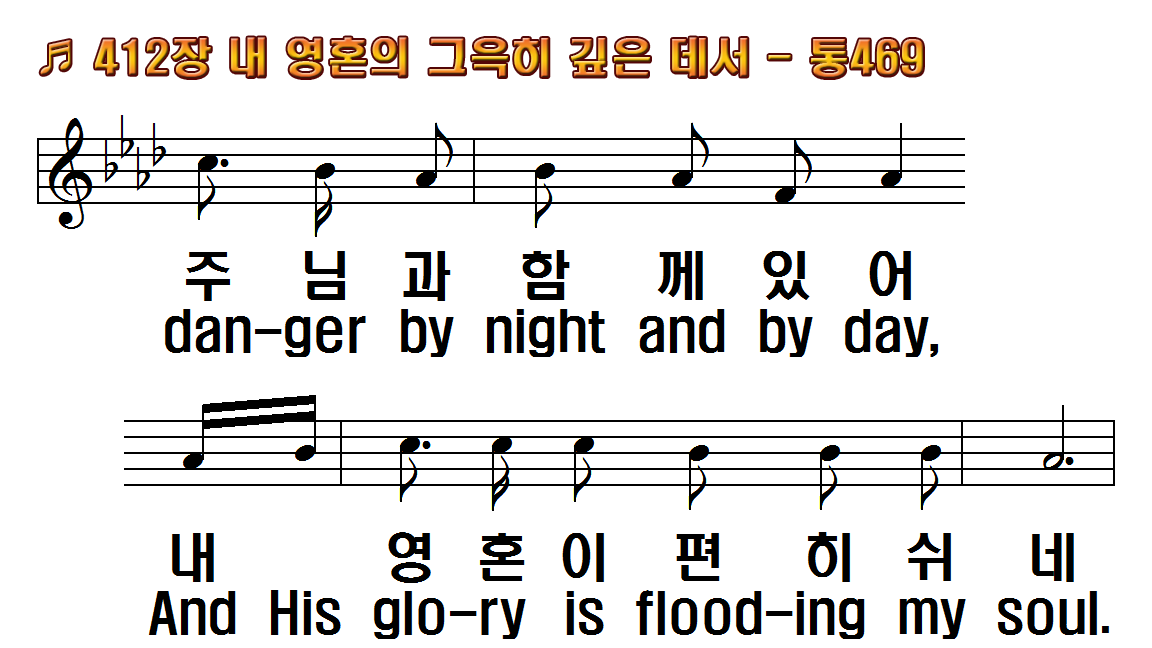 ♬ 412장 내 영혼의 그윽히 깊은 데서 - 통469
주 님 과 함 께 있 어
dan-ger by night and by day,
내 영 혼 이 편 히 쉬 네
And His glo-ry is flood-ing my soul.